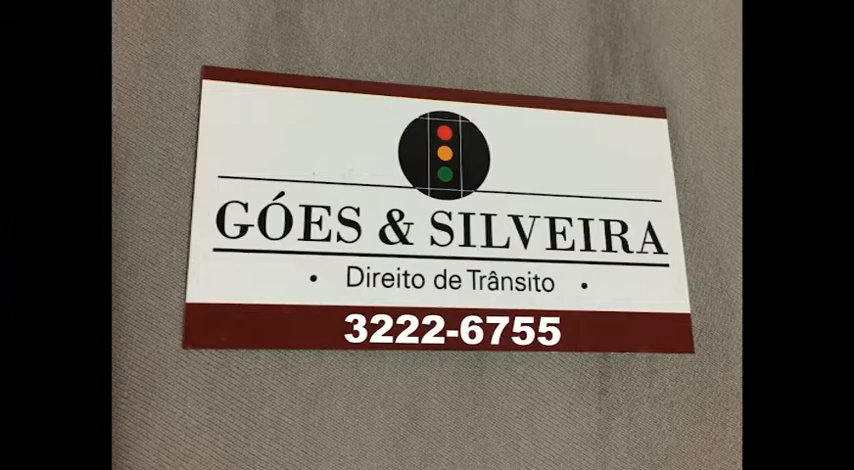 GÓES & SILVEIRA
• Direito de Trânsito •
3222-6755